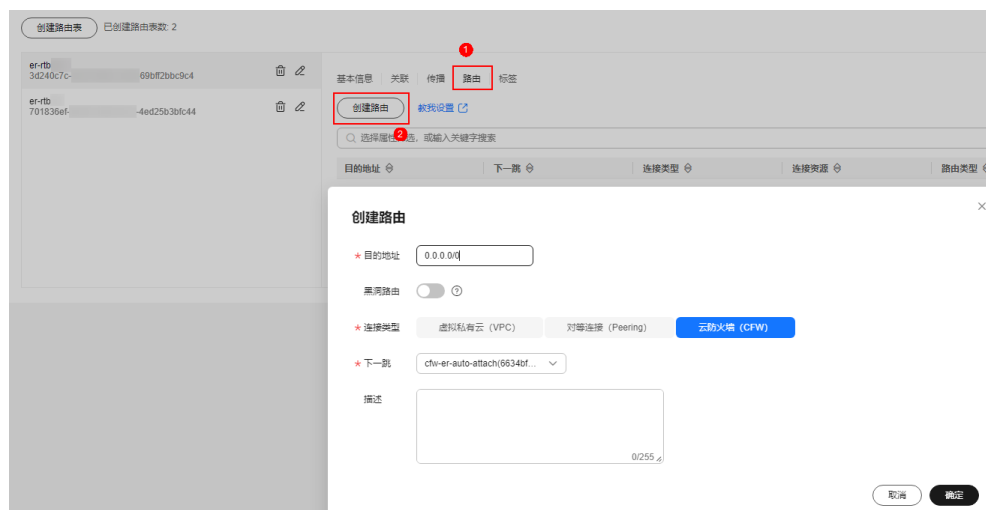 创建路由表 已创建路由表数: 2
er-rtb
3d240c7c- 69bff2bbc9c4
er-rtb
701836ef- -4ed25b3bfc44
1
基本信息 关联 传播 路由 标签
创建路由 教我设置
2
选择属性筛选，或输入关键字搜索
目的地址 下一跳 连接类型 连接资源 路由类型
创建路由
* 目的地址 0.0.0.0/0
黑洞路由
* 连接类型 虚拟私有云（VPC） 对等连接（Peering） 云防火墙（CFW）
* 下一跳 cfw-er-auto-attach(6634bf...
描述
0/255
取消 确定